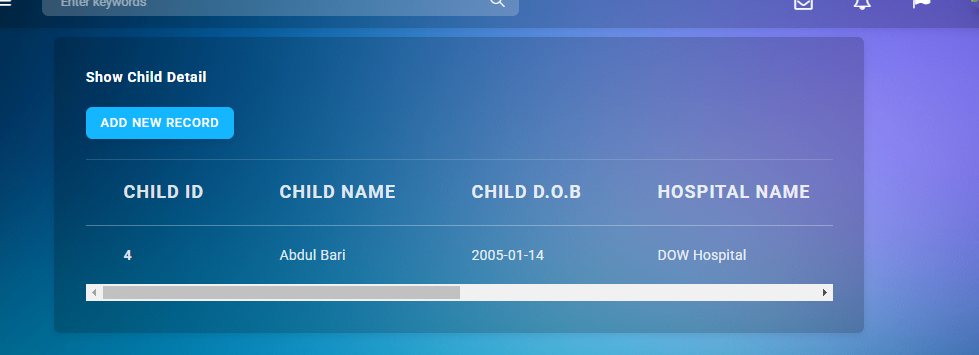 Enter keywords
Show Child Detail
ADD NEW RECORD
CHILD ID CHILD NAME CHILD D.O.B HOSPITAL NAME
4 Abdul Bari 2005-01-14 DOW Hospital